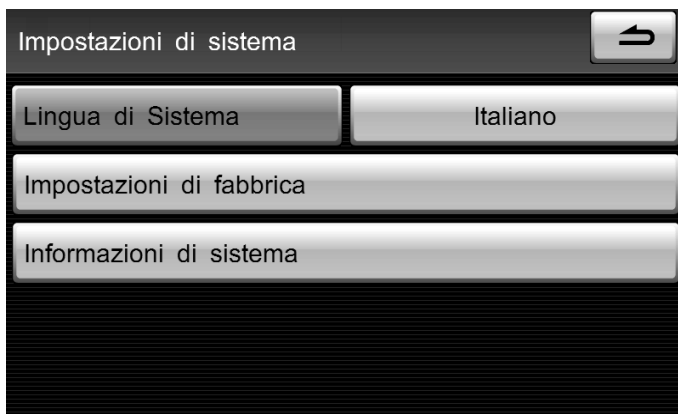 Impostazioni di sistema
Lingua di Sistema Italiano
Impostazioni di fabbrica
Informazioni di sistema